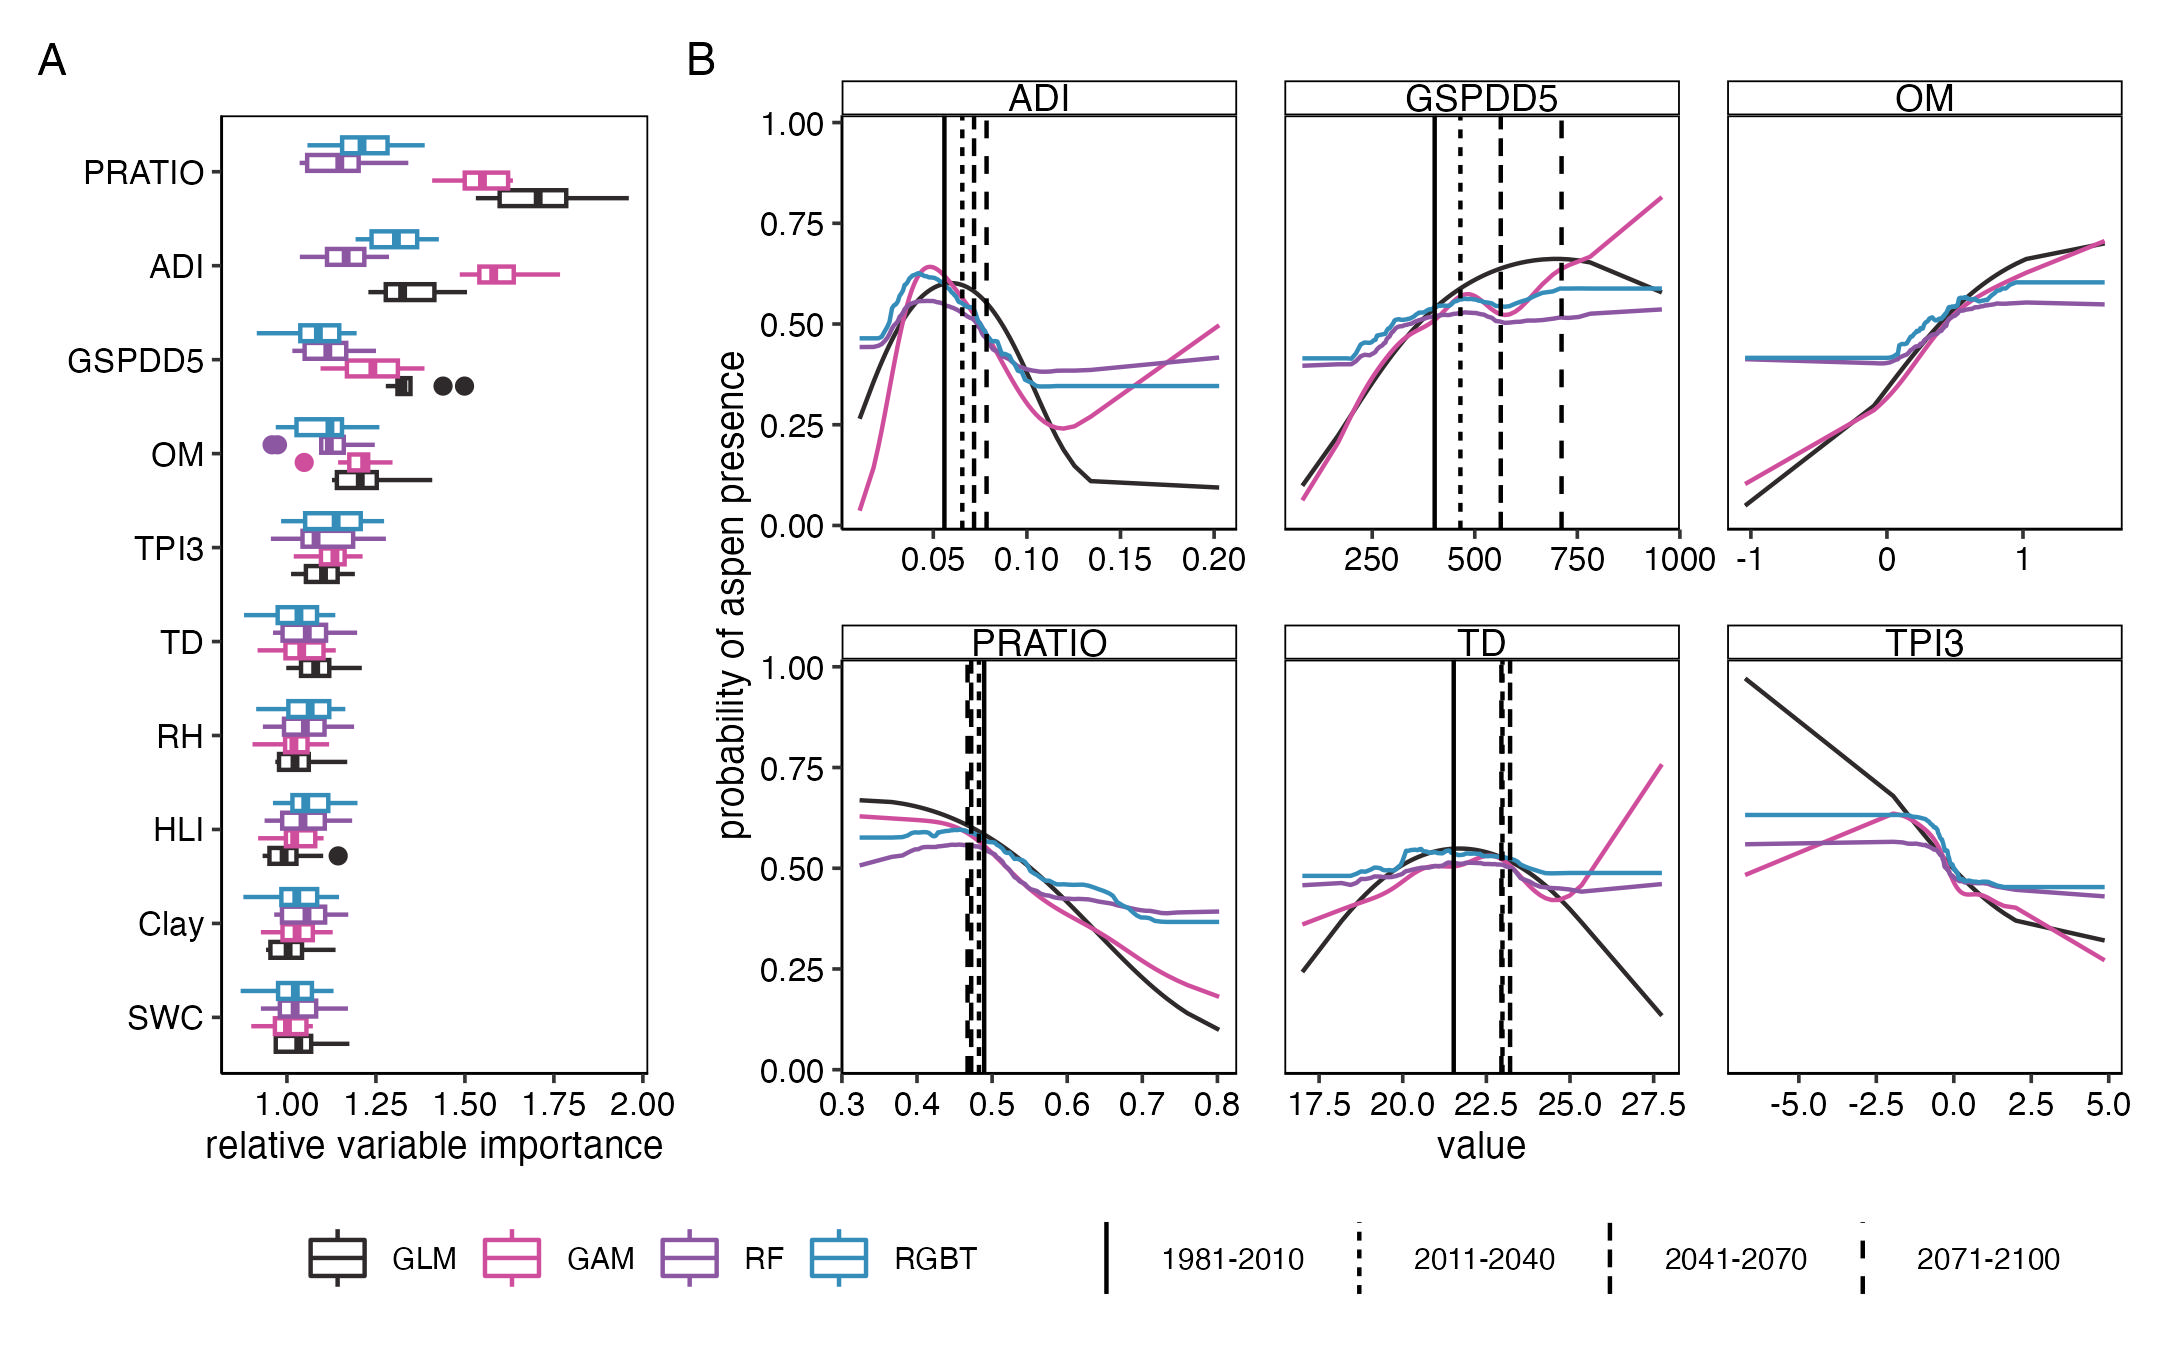 A
PRATIO
ADI
GSPDD5
OM
TPI3
TD
RH
HLI
Clay
SWC
1.00 1.25 1.50 1.75 2.00
relative variable importance
B
probability of aspen presence
ADI GSPDD5 OM
1.00
0.75
0.50
0.25
0.00
0.05 0.10 0.15 0.20 250 500 750 1000 -1 0 1
PRATIO TD TPI3
1.00
0.75
0.50
0.25
0.00
0.3 0.4 0.5 0.6 0.7 0.8 17.5 20.0 22.5 25.0 27.5 -5.0 -2.5 0.0 2.5 5.0
value
GLM GAM RF RGBT 1981-2010 2011-2040 2041-2070 2071-2100